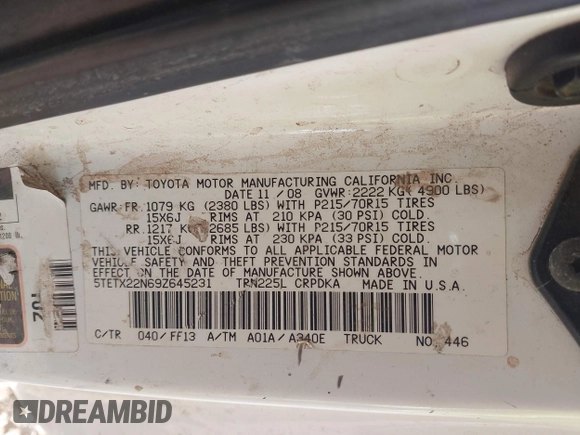 MFD. BY: TOYOTA MOTOR MANUFACTURING CALIFORNIA INC.
DATE 11 / 08 GVWR: 2222 KG( 4900 LBS)
GAWR: FR. 1079 KG (2380 LBS) WITH P215/70R15 TIRES
15X6J RIMS AT 210 KPA (30 PSI) COLD.
RR. 1217 KG (2685 LBS) WITH P215/70R15 TIRES
15X6J RIMS AT 230 KPA (33 PSI) COLD.
THIS VEHICLE CONFORMS TO ALL APPLICABLE FEDERAL MOTOR
VEHICLE SAFETY AND THEFT PREVENTION STANDARDS IN
EFFECT ON THE DATE OF MANUFACTURE SHOWN ABOVE.
5TETX22N69Z645231 TRN225L CRPDKA MADE IN U.S.A.
C/TR 040/FF13 A/TM A01A/A340E TRUCK NO. 446
DREAMBID